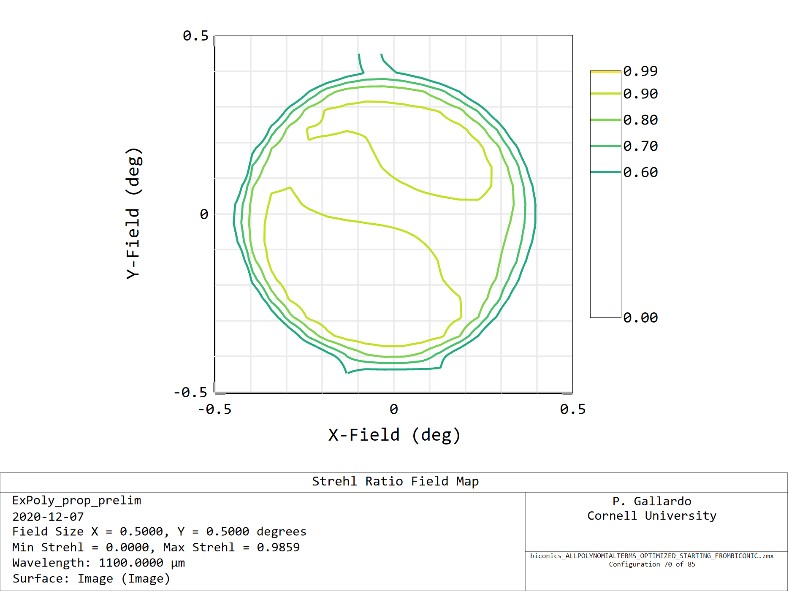 0.5
0
-0.5
-0.5
0
0.5
Y-Field (deg)
X-Field (deg)
0.99
0.90
0.80
0.70
0.60
0.00
Strehl Ratio Field Map
ExPoly_prop_prelim
2020-12-07
Field Size X = 0.5000, Y = 0.5000 degrees
Min Strehl = 0.0000, Max Strehl = 0.9859
Wavelength: 1100.0000 µm
Surface: Image (Image)
P. Gallardo
Cornell University
biconics_ALLPOLYNOMIALTERMS_OPTIMIZED_STARTING_FROMBICONIC.zmx
Configuration 70 of 85